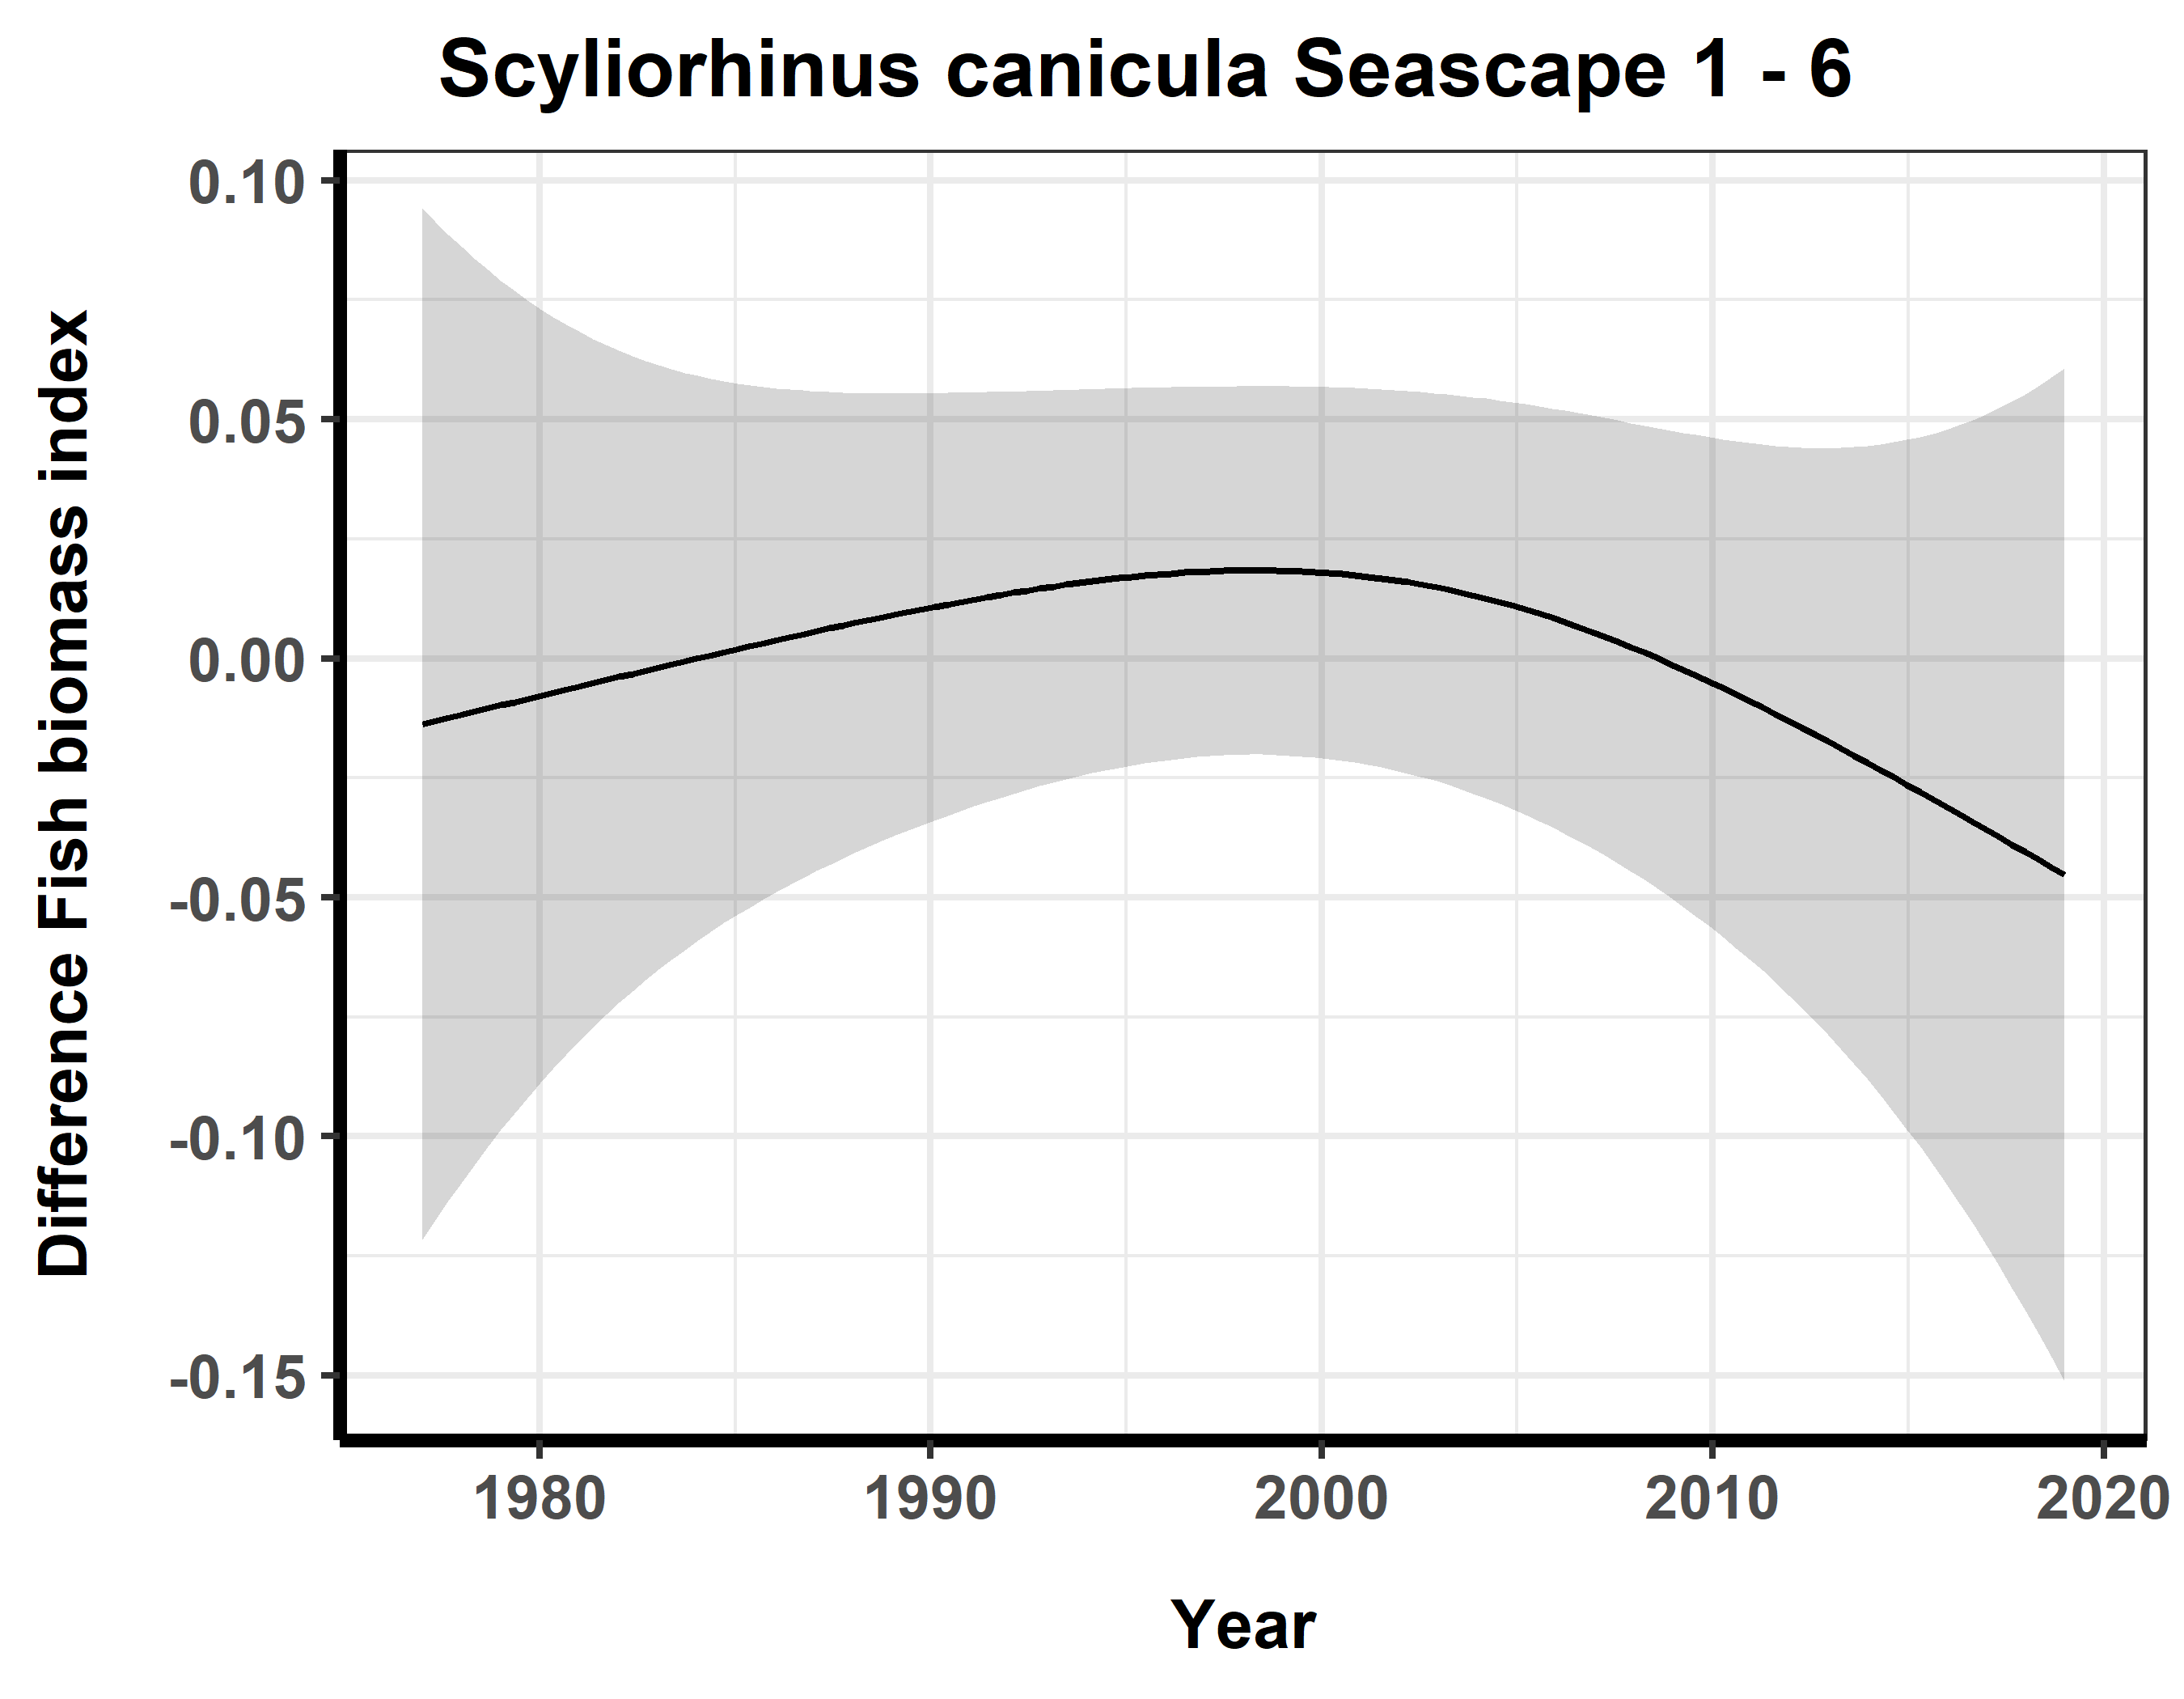 Scyliorhinus canicula Seascape 1 - 6
Difference Fish biomass index
0.10
0.05
0.00
-0.05
-0.10
-0.15
1980 1990 2000 2010 2020
Year